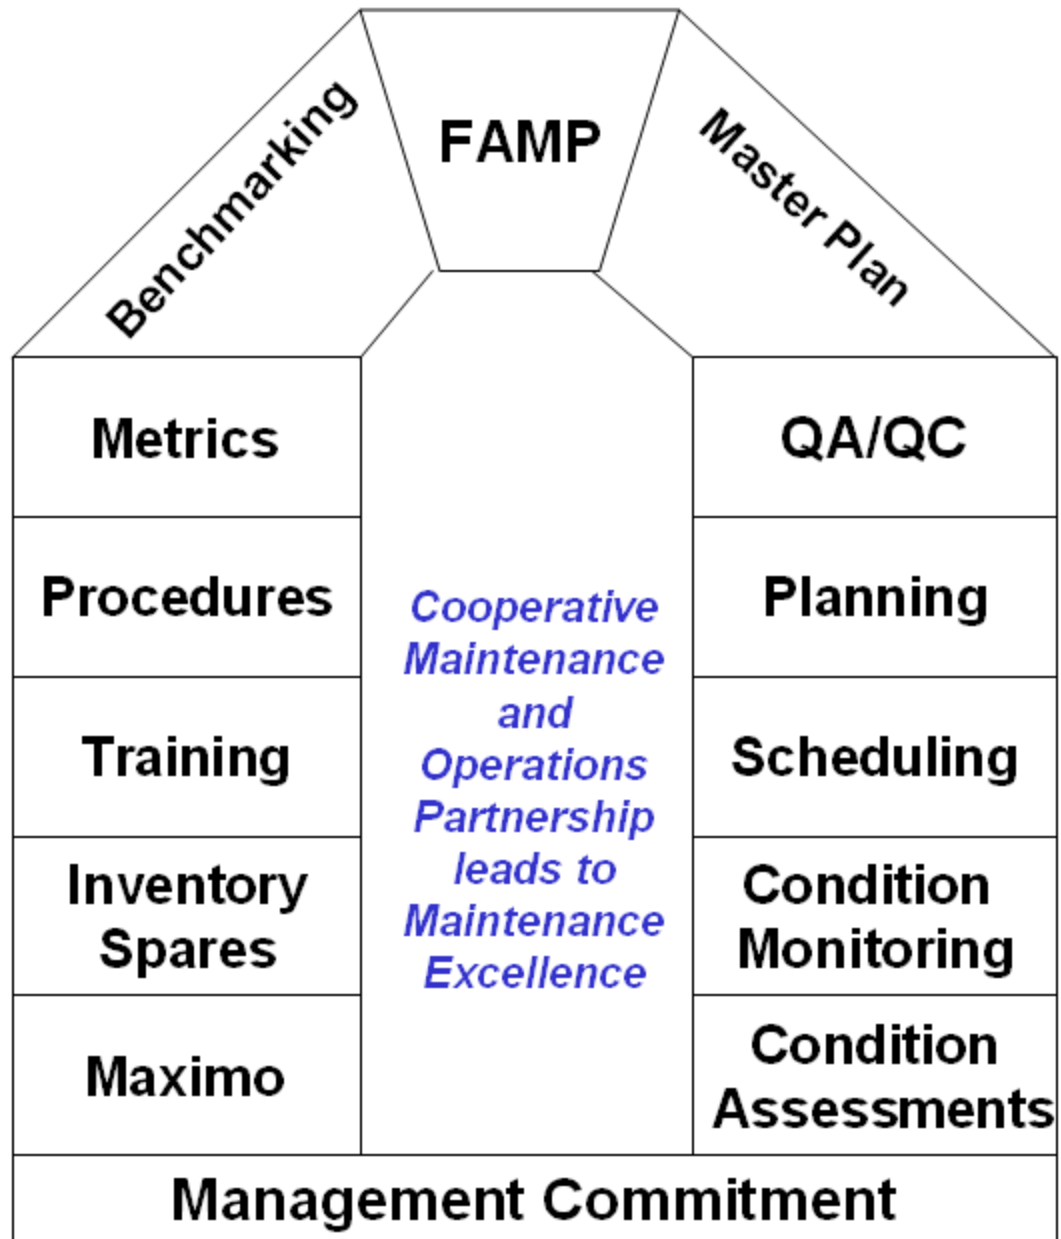 FAMP
Benchmarking
Master Plan
Metrics
Procedures
Training
Inventory
Spares
Maximo
Cooperative
Maintenance
and
Operations
Partnership
leads to
Maintenance
Excellence
QA/QC
Planning
Scheduling
Condition
Monitoring
Condition
Assessments
Management Commitment